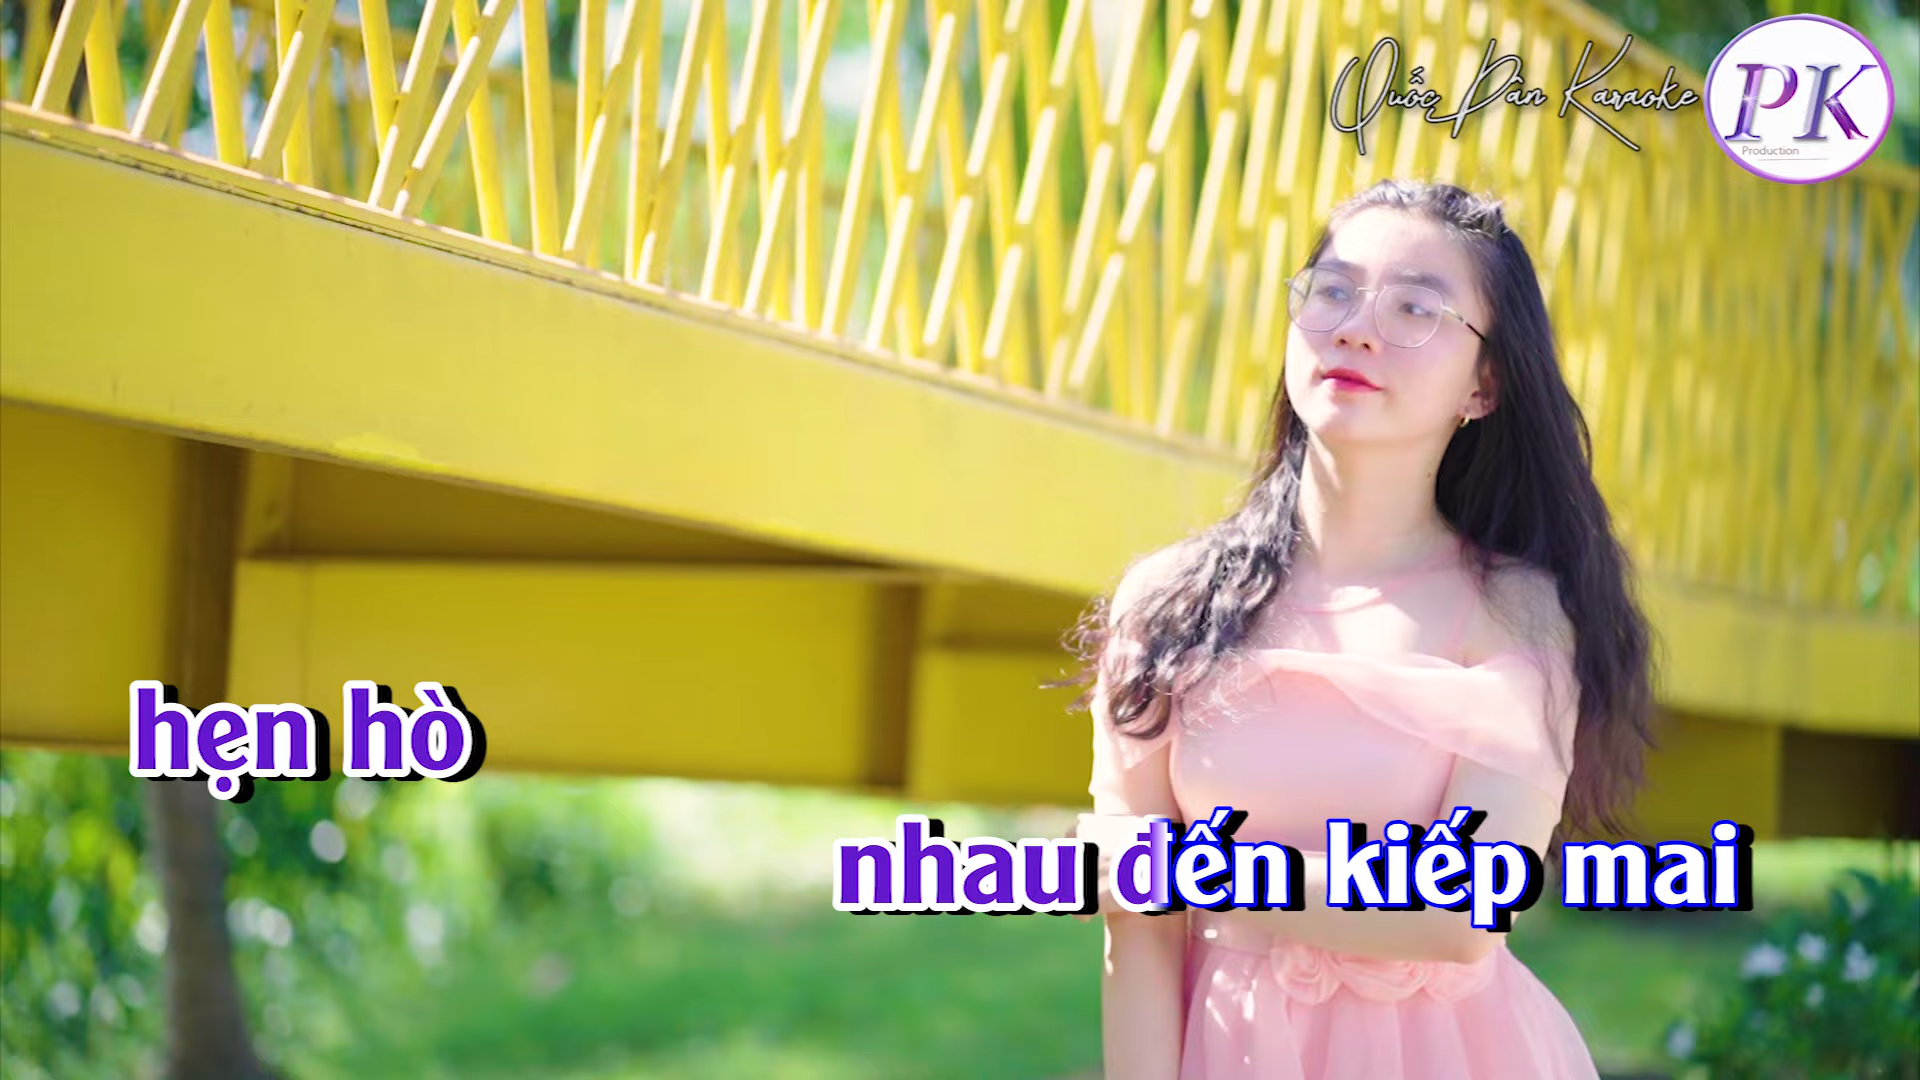 Quốc Dân Karaoke
PK
Production
hẹn hò
nhau đến kiếp mai